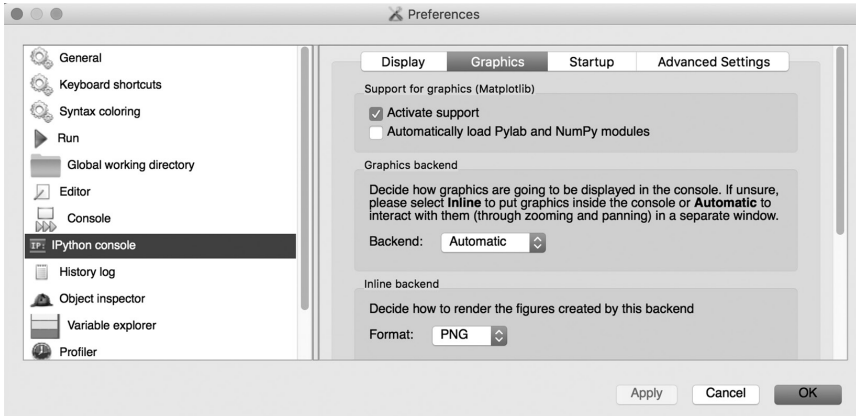 Preferences
General
Keyboard shortcuts
Syntax coloring
Run
Global working directory
Editor
Console
IP: IPython console
History log
Object inspector
Variable explorer
Profiler
Display Graphics Startup Advanced Settings
Support for graphics (Matplotlib)
Activate support
Automatically load Pylab and NumPy modules
Graphics backend
Decide how graphics are going to be displayed in the console. If unsure,
please select Inline to put graphics inside the console or Automatic to
interact with them (through zooming and panning) in a separate window.
Backend: Automatic
Inline backend
Decide how to render the figures created by this backend
Format: PNG
Apply Cancel OK